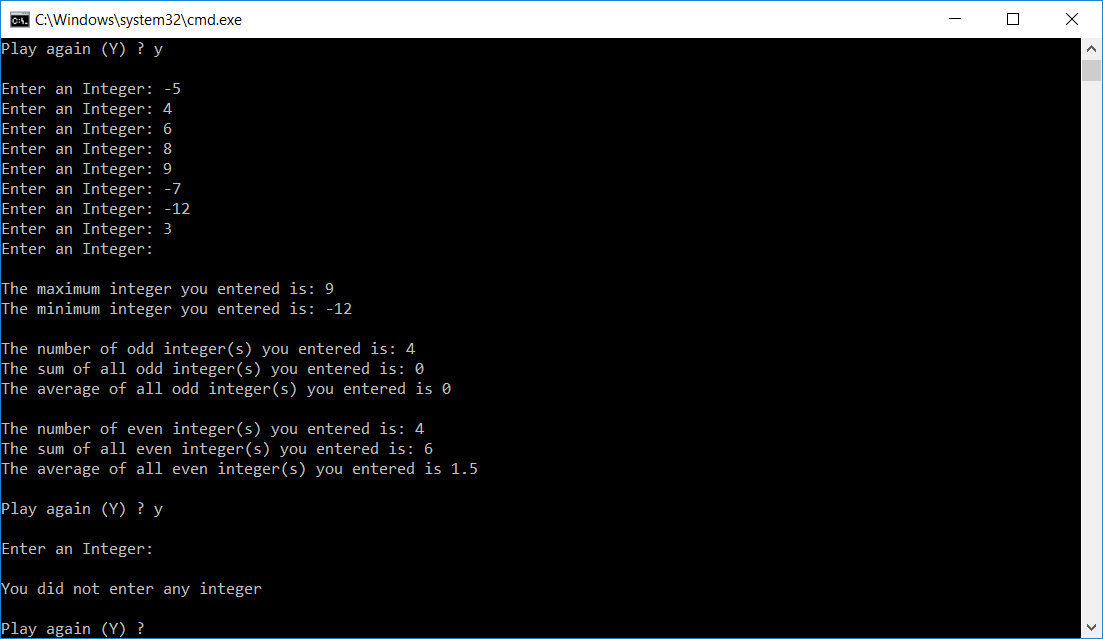 C:\Windows\system32\cmd.exe
Play again (Y) ? y
Enter an Integer: -5
Enter an Integer: 4
Enter an Integer: 6
Enter an Integer: 8
Enter an Integer: 9
Enter an Integer: -7
Enter an Integer: -12
Enter an Integer: 3
Enter an Integer:
The maximum integer you entered is: 9
The minimum integer you entered is: -12
The number of odd integer(s) you entered is: 4
The sum of all odd integer(s) you entered is: 0
The average of all odd integer(s) you entered is 0
The number of even integer(s) you entered is: 4
The sum of all even integer(s) you entered is: 6
The average of all even integer(s) you entered is 1.5
Play again (Y) ? y
Enter an Integer:
You did not enter any integer
Play again (Y) ?